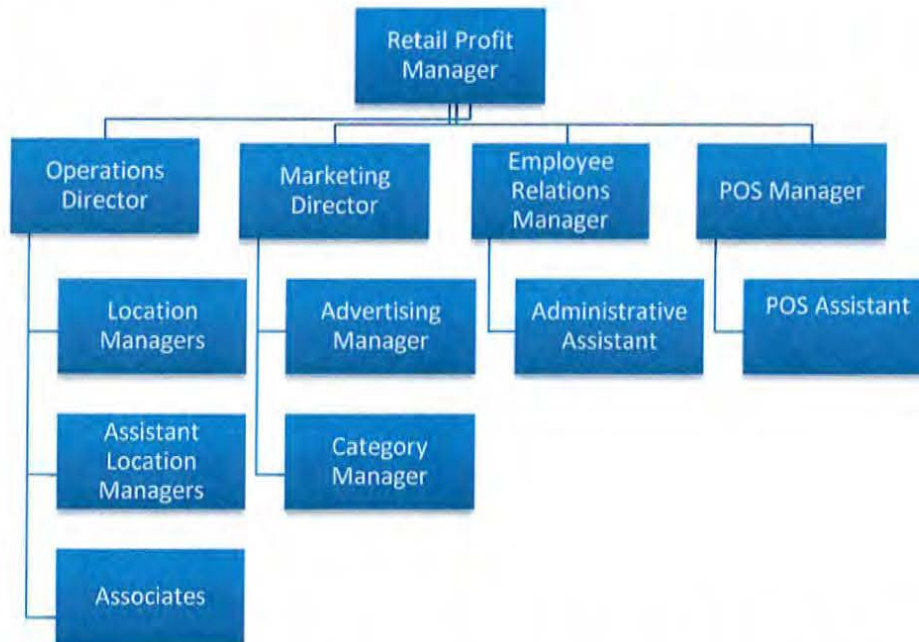 Retail Profit
Manager
Operations
Director
Marketing
Director
Employee
Relations
Manager
POS Manager
Location
Managers
Advertising
Manager
Administrative
Assistant
POS Assistant
Assistant
Location
Managers
Category
Manager
Associates